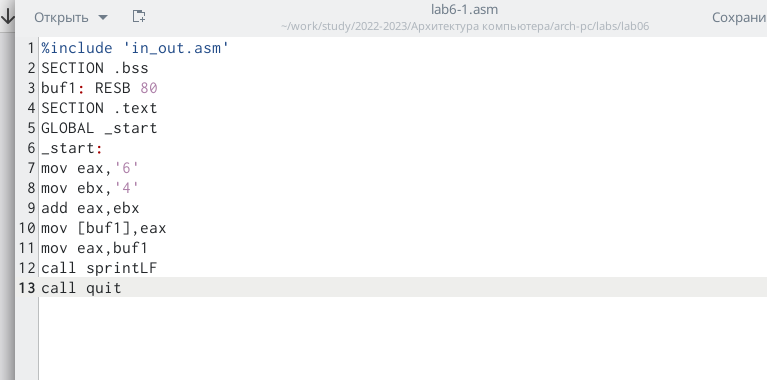 Открыть
lab6-1.asm
~/work/study/2022-2023/Архитектура компьютера/arch-pc/labs/lab06
Сохрани
1 %include 'in_out.asm'
2 SECTION .bss
3 buf1: RESB 80
4 SECTION .text
5 GLOBAL _start
6 _start:
7 mov eax,'6'
8 mov ebx,'4'
9 add eax,ebx
10 mov [buf1],eax
11 mov eax,buf1
12 call sprintLF
13 call quit